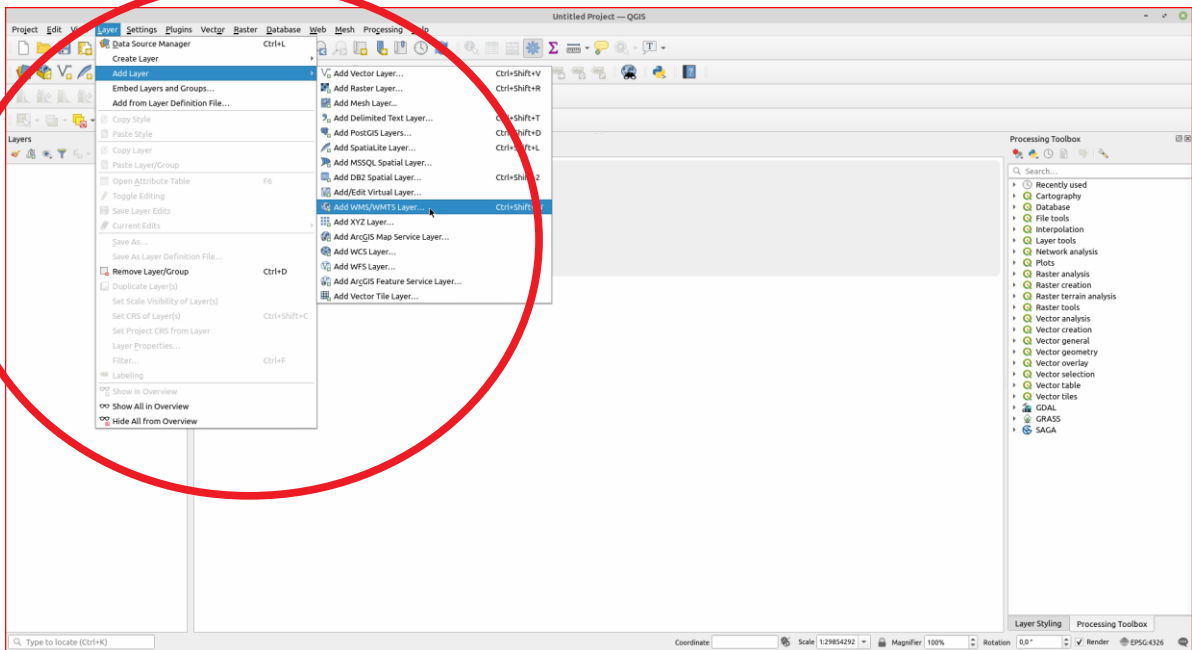 Untitled Project — QGIS
Project Edit Layer Settings Plugins Vector Raster Database Web Mesh Processing
Data Source Manager Ctrl+L
Create Layer
Add Layer
Embed Layers and Groups...
Add from Layer Definition File...
Copy Style
Paste Style
Copy Layer
Paste Layer/Group
Open Attribute Table F6
Toggle Editing
Save Layer Edits
Current Edits
Save As...
Save As Layer Definition File...
Remove Layer/Group Ctrl+D
Duplicate Layer(s)
Set Scale Visibility of Layer(s)
Set CRS of Layer(s) Ctrl+Shift+C
Set Project CRS from Layer
Layer Properties...
Filter... Ctrl+F
Labeling
Show in Overview
Show All in Overview
Hide All from Overview
Add Vector Layer... Ctrl+Shift+V
Add Raster Layer... Ctrl+Shift+R
Add Mesh Layer...
Add Delimited Text Layer... Ctrl+Shift+T
Add PostGIS Layers... Ctrl+Shift+D
Add SpatiaLite Layer... Ctrl+Shift+L
Add MSSQL Spatial Layer...
Add DB2 Spatial Layer... Ctrl+Shift+2
Add/Edit Virtual Layer...
Add WMS/WMTS Layer...
Add XYZ Layer...
Add ArcGIS Map Service Layer...
Add WCS Layer...
Add WFS Layer...
Add ArcGIS Feature Service Layer...
Add Vector Tile Layer...
Layers
Processing Toolbox
Search...
Recently used
Cartography
Database
File tools
Interpolation
Layer tools
Network analysis
Plots
Raster analysis
Raster creation
Raster terrain analysis
Raster tools
Vector analysis
Vector creation
Vector general
Vector geometry
Vector overlay
Vector selection
Vector table
Vector tiles
GDAL
GRASS
SAGA
Layer Styling Processing Toolbox
Type to locate (Ctrl+K) Coordinate Scale 1:29854292 Magnifier 100% Rotation 0,0 ° Render EPSG:4326